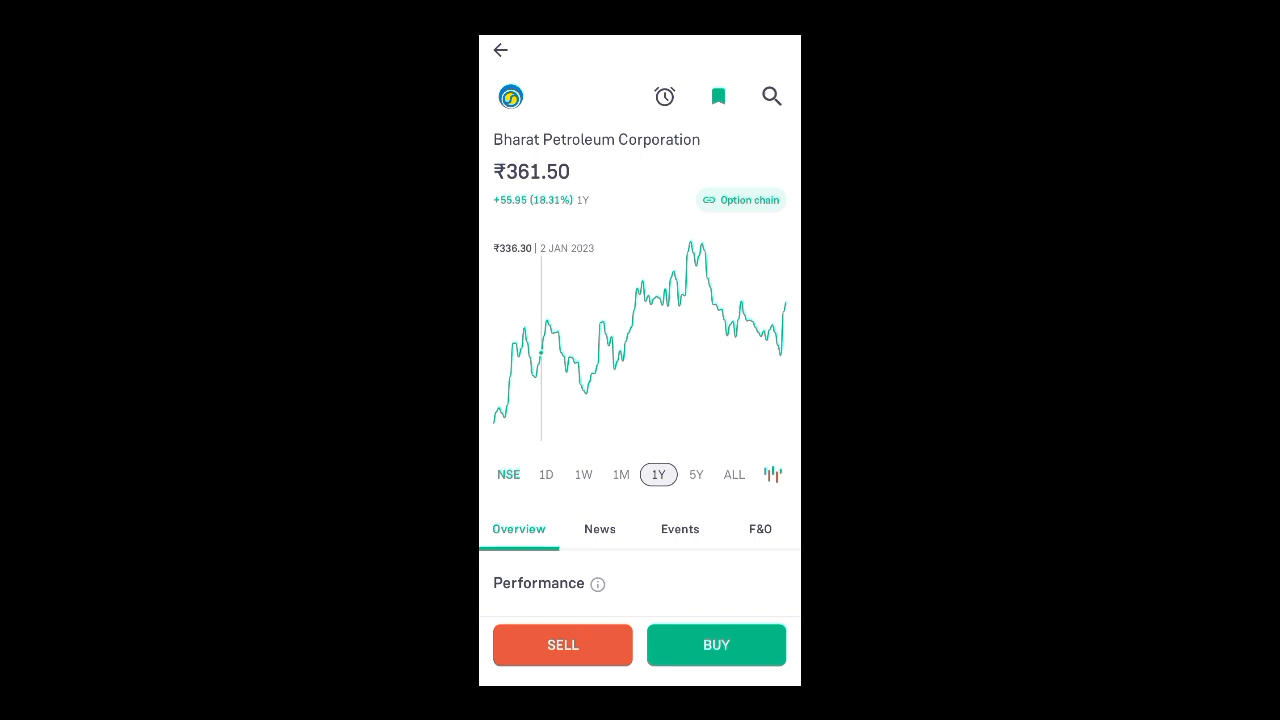 Bharat Petroleum Corporation
₹361.50
+55.95 (18.31%) 1Y
Option chain
₹336.30 | 2 JAN 2023
NSE 1D 1W 1M 1Y 5Y ALL
Overview News Events F&O
Performance
SELL BUY